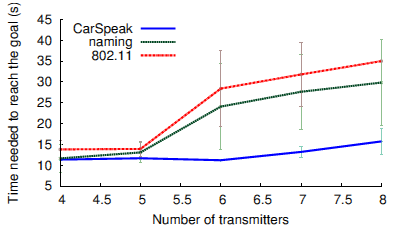 Time needed to reach the goal (s)
45
40
35
30
25
20
15
10
5
CarSpeak
naming
802.11
4 4.5 5 5.5 6 6.5 7 7.5 8
Number of transmitters